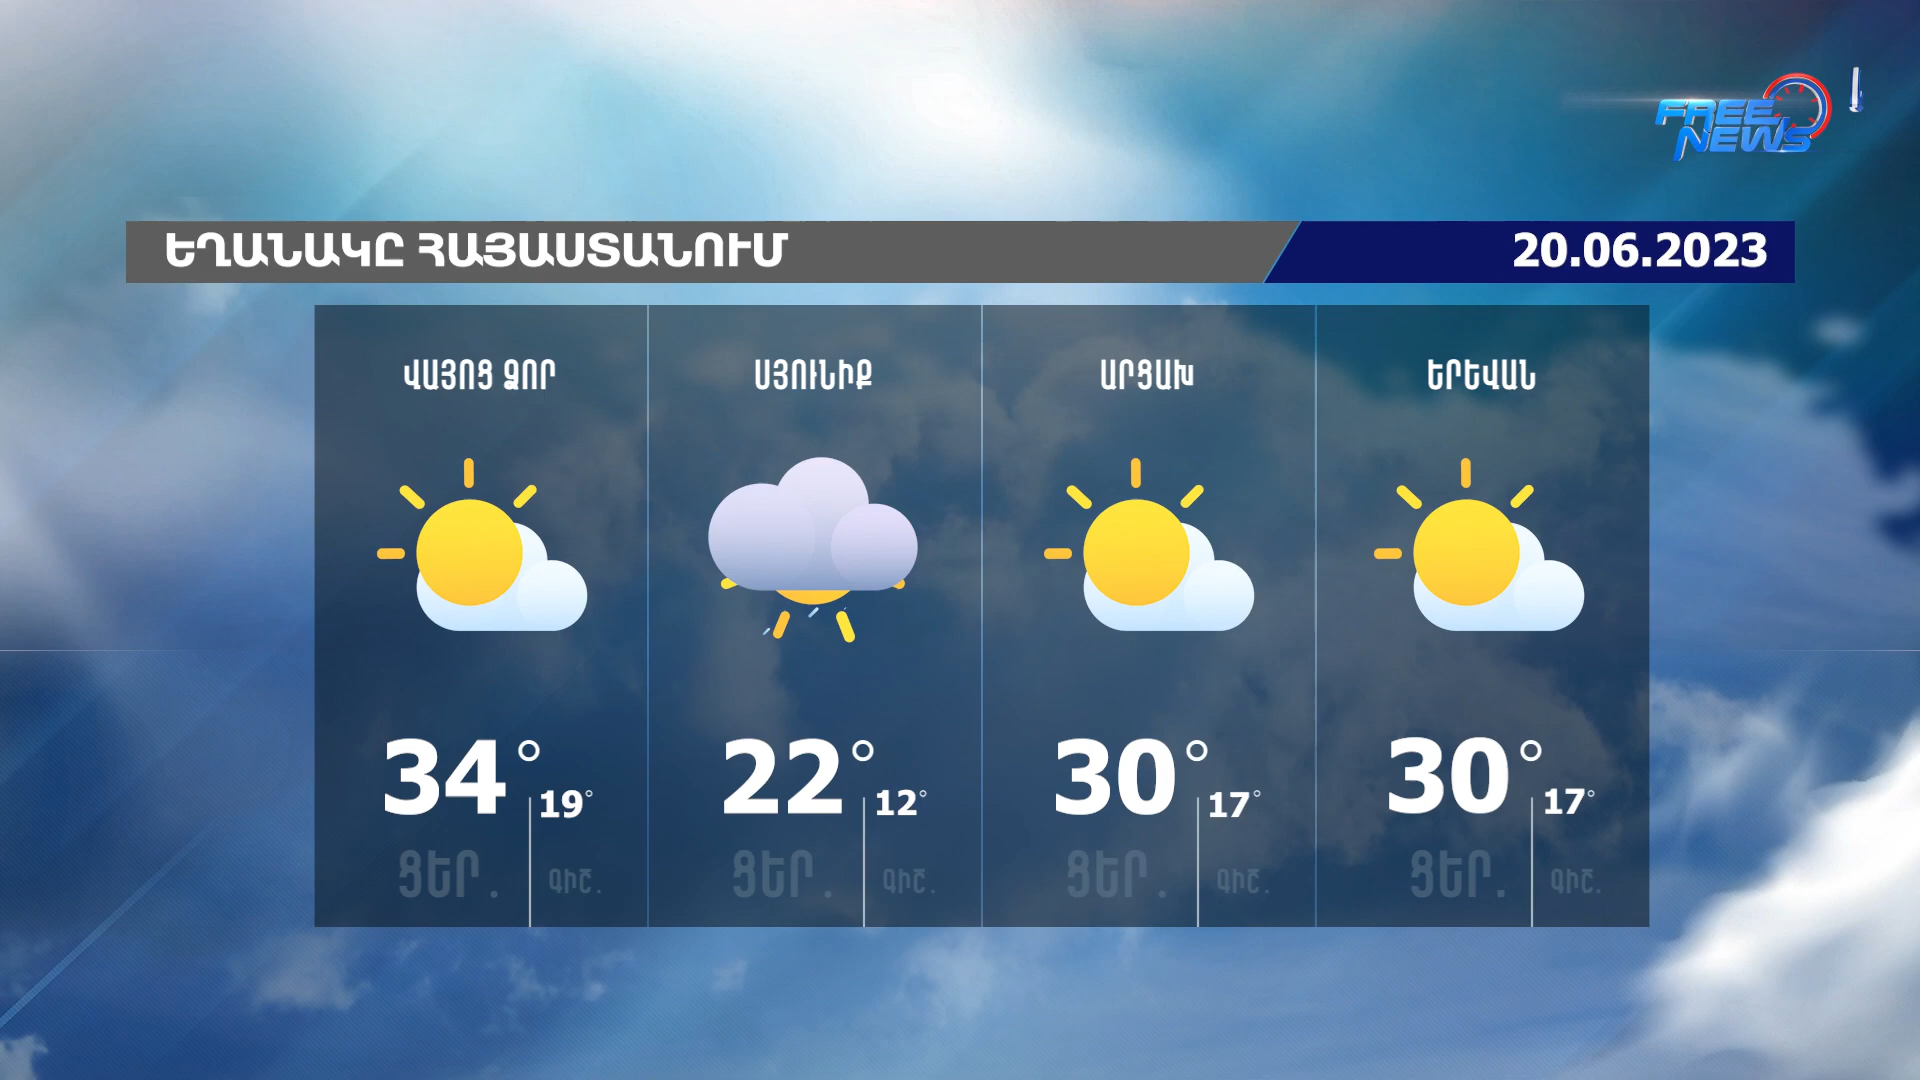 FREE
NEWS
ԵՂԱՆԱԿԸ ՀԱՅԱՍՏԱՆՈՒՄ
20.06.2023
ՎԱՅՈՑ ՁՈՐ
ՍՅՈՒՆԻՔ
ԱՐՑԱԽ
ԵՐԵՎԱՆ
34° 19°
22° 12°
30° 17°
30° 17°
ՑԵՐ. ԳԻՇ.
ՑԵՐ. ԳԻՇ.
ՑԵՐ. ԳԻՇ.
ՑԵՐ. ԳԻՇ.